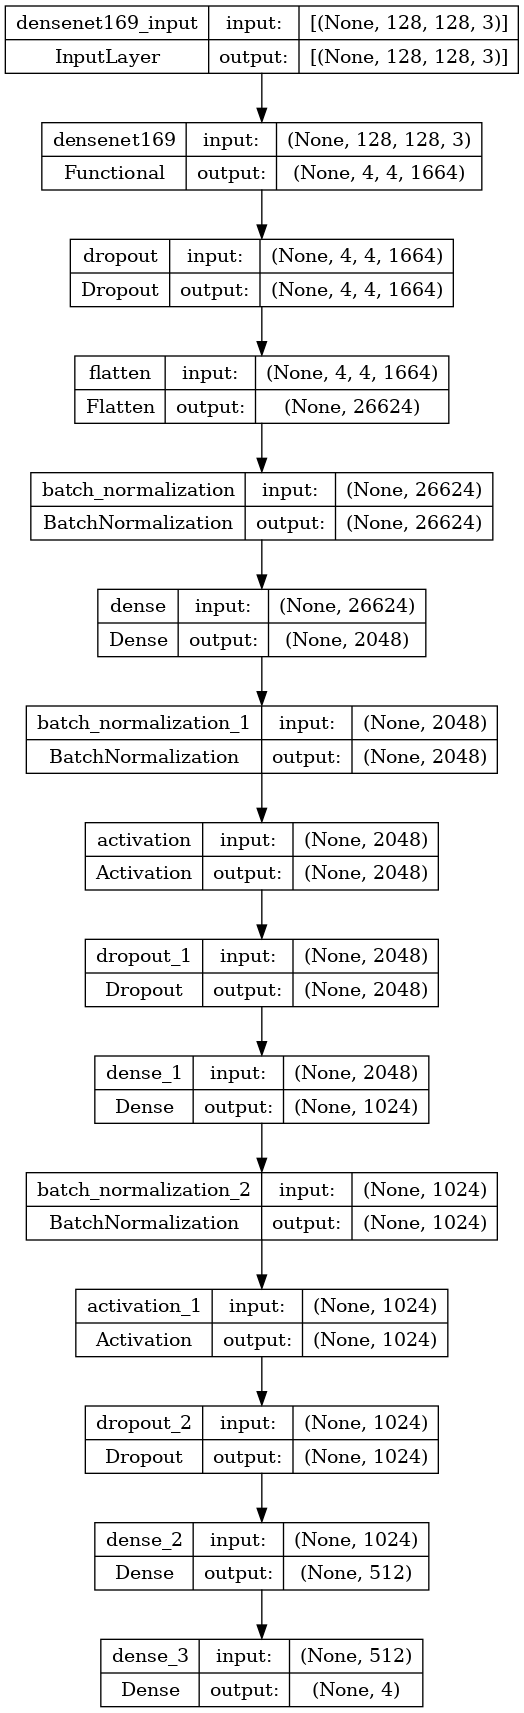 densenet169_input input: [(None, 128, 128, 3)]
InputLayer output: [(None, 128, 128, 3)]
densenet169 input: (None, 128, 128, 3)
Functional output: (None, 4, 4, 1664)
dropout input: (None, 4, 4, 1664)
Dropout output: (None, 4, 4, 1664)
flatten input: (None, 4, 4, 1664)
Flatten output: (None, 26624)
batch_normalization input: (None, 26624)
BatchNormalization output: (None, 26624)
dense input: (None, 26624)
Dense output: (None, 2048)
batch_normalization_1 input: (None, 2048)
BatchNormalization output: (None, 2048)
activation input: (None, 2048)
Activation output: (None, 2048)
dropout_1 input: (None, 2048)
Dropout output: (None, 2048)
dense_1 input: (None, 2048)
Dense output: (None, 1024)
batch_normalization_2 input: (None, 1024)
BatchNormalization output: (None, 1024)
activation_1 input: (None, 1024)
Activation output: (None, 1024)
dropout_2 input: (None, 1024)
Dropout output: (None, 1024)
dense_2 input: (None, 1024)
Dense output: (None, 512)
dense_3 input: (None, 512)
Dense output: (None, 4)